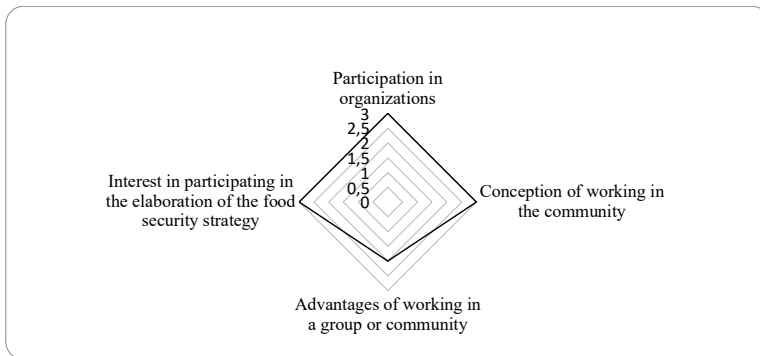 Participation in
organizations
3
2,5
2
1,5
1
0,5
0
Interest in participating in
the elaboration of the food
security strategy
Conception of working in
the community
Advantages of working in
a group or community